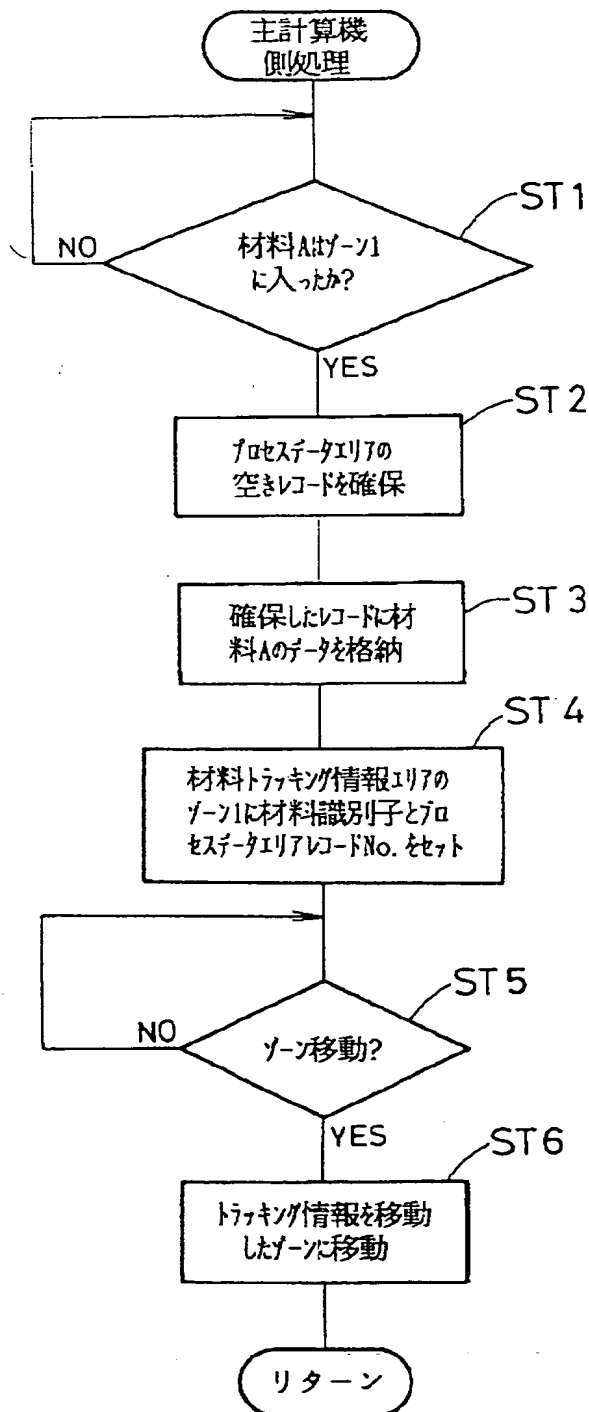 主計算機
側処理
ST1
材料Aはゾーン1
に入ったか?
NO
YES
ST2
プロセスデータエリアの
空きレコードを確保
ST3
確保したレコードに材
料Aのデータを格納
ST4
材料トラッキング情報エリアの
ゾーン1に材料識別子とプロ
セスデータエリアレコードNo.をセット
ST5
ゾーン移動?
NO
YES
ST6
トラッキング情報を移動
したゾーンに移動
リターン